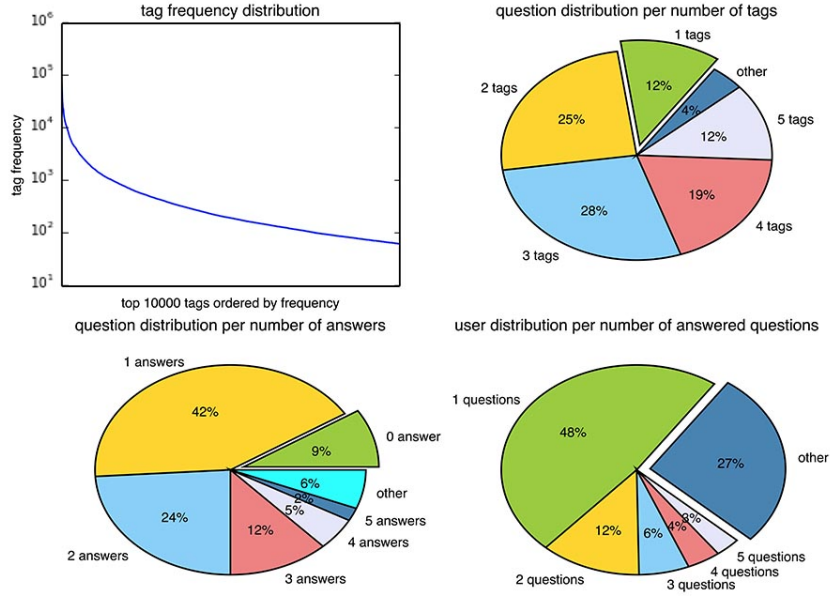 tag frequency distribution
10^6
10^5
10^4
10^3
10^2
10^1
tag frequency
top 10000 tags ordered by frequency
question distribution per number of tags
1 tags
12%
other
4%
5 tags
12%
4 tags
19%
3 tags
28%
2 tags
25%
question distribution per number of answers
1 answers
42%
0 answer
9%
other
6%
5 answers
2%
4 answers
5%
3 answers
12%
2 answers
24%
user distribution per number of answered questions
1 questions
48%
other
27%
5 questions
3%
4 questions
4%
3 questions
6%
2 questions
12%